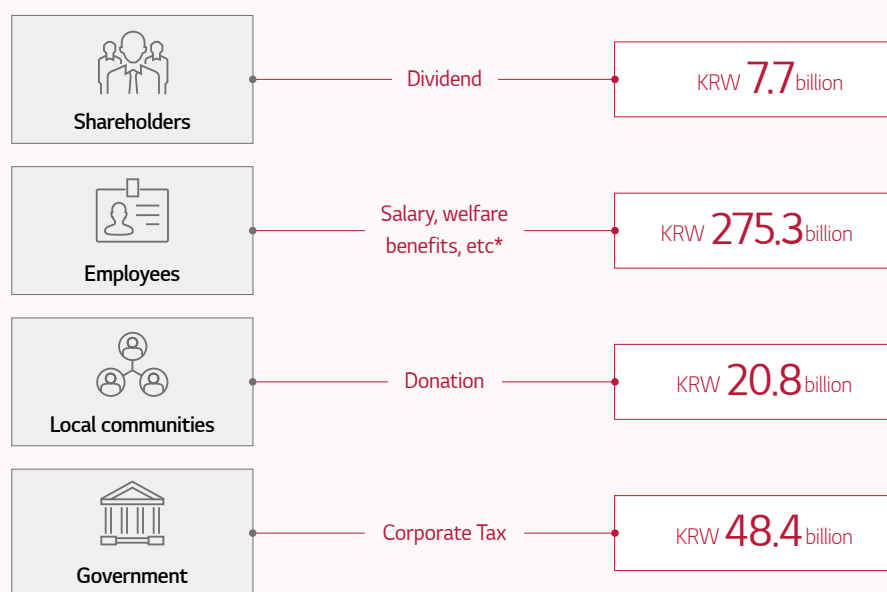 Shareholders
Dividend
KRW 7.7 billion
Employees
Salary, welfare
benefits, etc*
KRW 275.3 billion
Local communities
Donation
KRW 20.8 billion
Government
Corporate Tax
KRW 48.4 billion